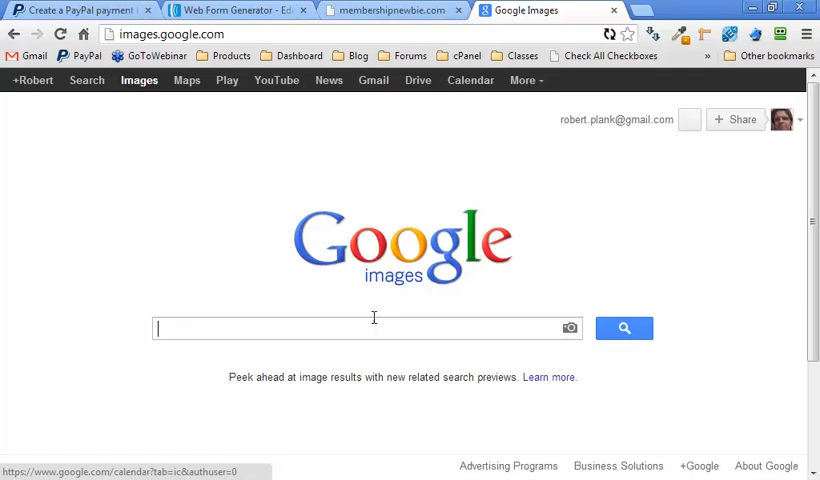 Create a PayPal payment
Web Form Generator - Ed
membershipnewbie.com
Google Images
images.google.com
Gmail PayPal GoToWebinar Products Dashboard Blog Forums cPanel Classes Check All Checkboxes » Other bookmarks
+Robert Search Images Maps Play YouTube News Gmail Drive Calendar More
robert.plank@gmail.com + Share
Google
images
Peek ahead at image results with new related search previews. Learn more.
https://www.google.com/calendar?tab=ic&authuser=0
Advertising Programs Business Solutions +Google About Google